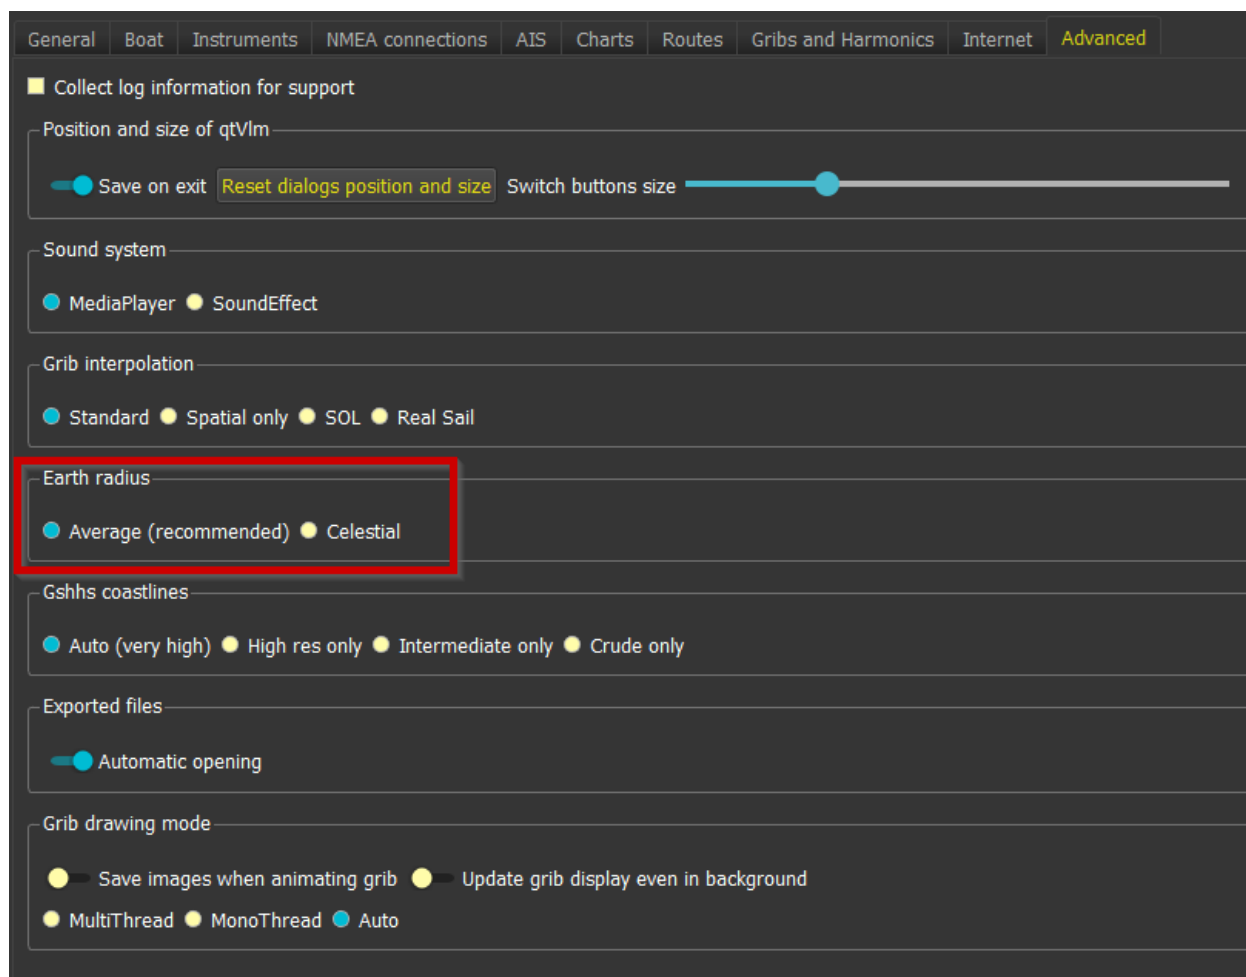 General Boat Instruments NMEA connections AIS Charts Routes Gribs and Harmonics Internet Advanced
Collect log information for support
Position and size of qtVlm
Save on exit Reset dialogs position and size Switch buttons size
Sound system
MediaPlayer SoundEffect
Grib interpolation
Standard Spatial only SOL Real Sail
Earth radius
Average (recommended) Celestial
Gshhs coastlines
Auto (very high) High res only Intermediate only Crude only
Exported files
Automatic opening
Grib drawing mode
Save images when animating grib Update grib display even in background
MultiThread MonoThread Auto